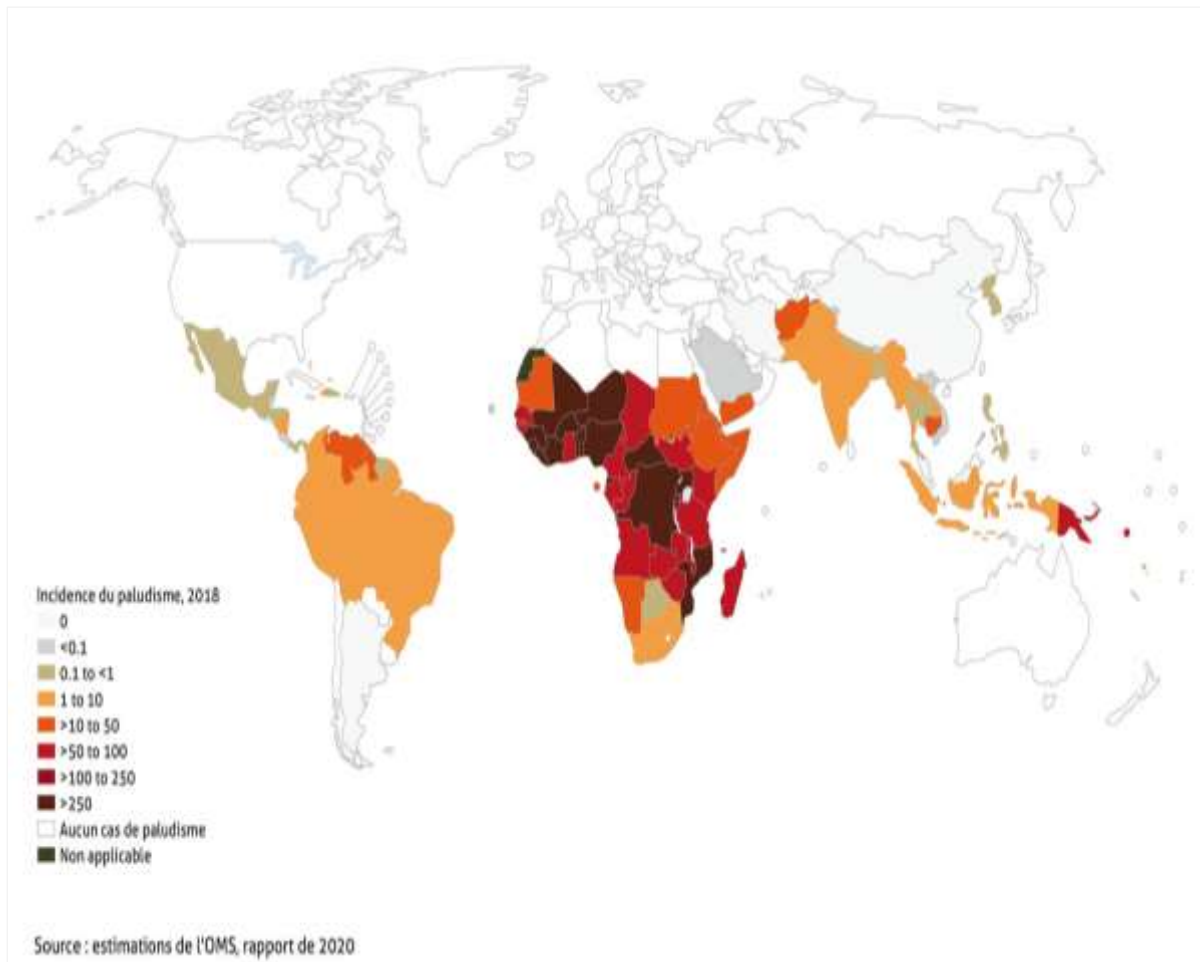 Incidence du paludisme, 2018
0
<0.1
0.1 to <1
1 to 10
>10 to 50
>50 to 100
>100 to 250
>250
Aucun cas de paludisme
Non applicable
Source : estimations de l'OMS, rapport de 2020